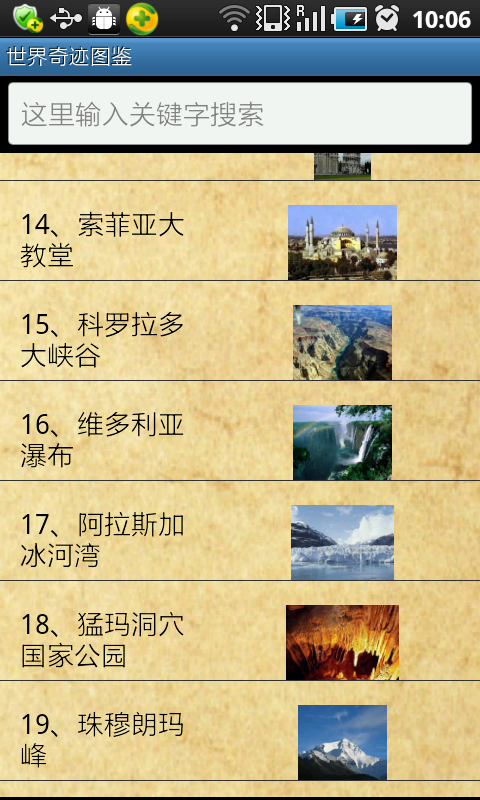 R
10:06
世界奇迹图鉴
这里输入关键字搜索
14、索菲亚大
教堂
15、科罗拉多
大峡谷
16、维多利亚
瀑布
17、阿拉斯加
冰河湾
18、猛玛洞穴
国家公园
19、珠穆朗玛
峰